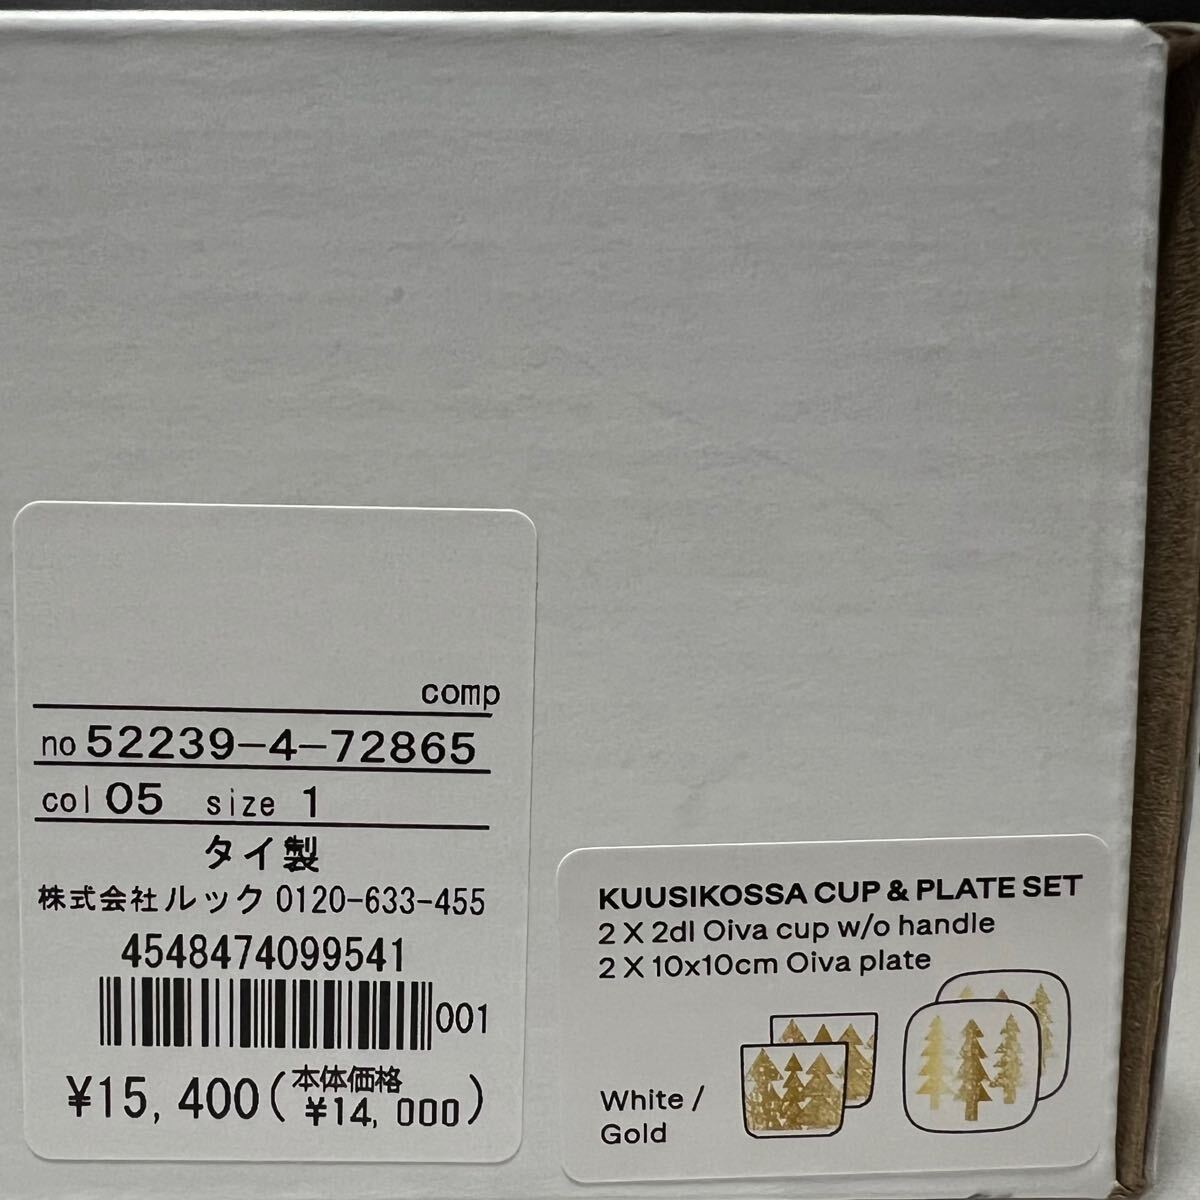 comp
no 52239-4-72865
col 05 size 1
タイ製
株式会社ルック 0120-633-455
4548474099541
001
¥15,400(本体価格 ¥14,000)
KUUSIKOSSA CUP & PLATE SET
2 X 2dl Oiva cup w/o handle
2 X 10x10cm Oiva plate
White /
Gold